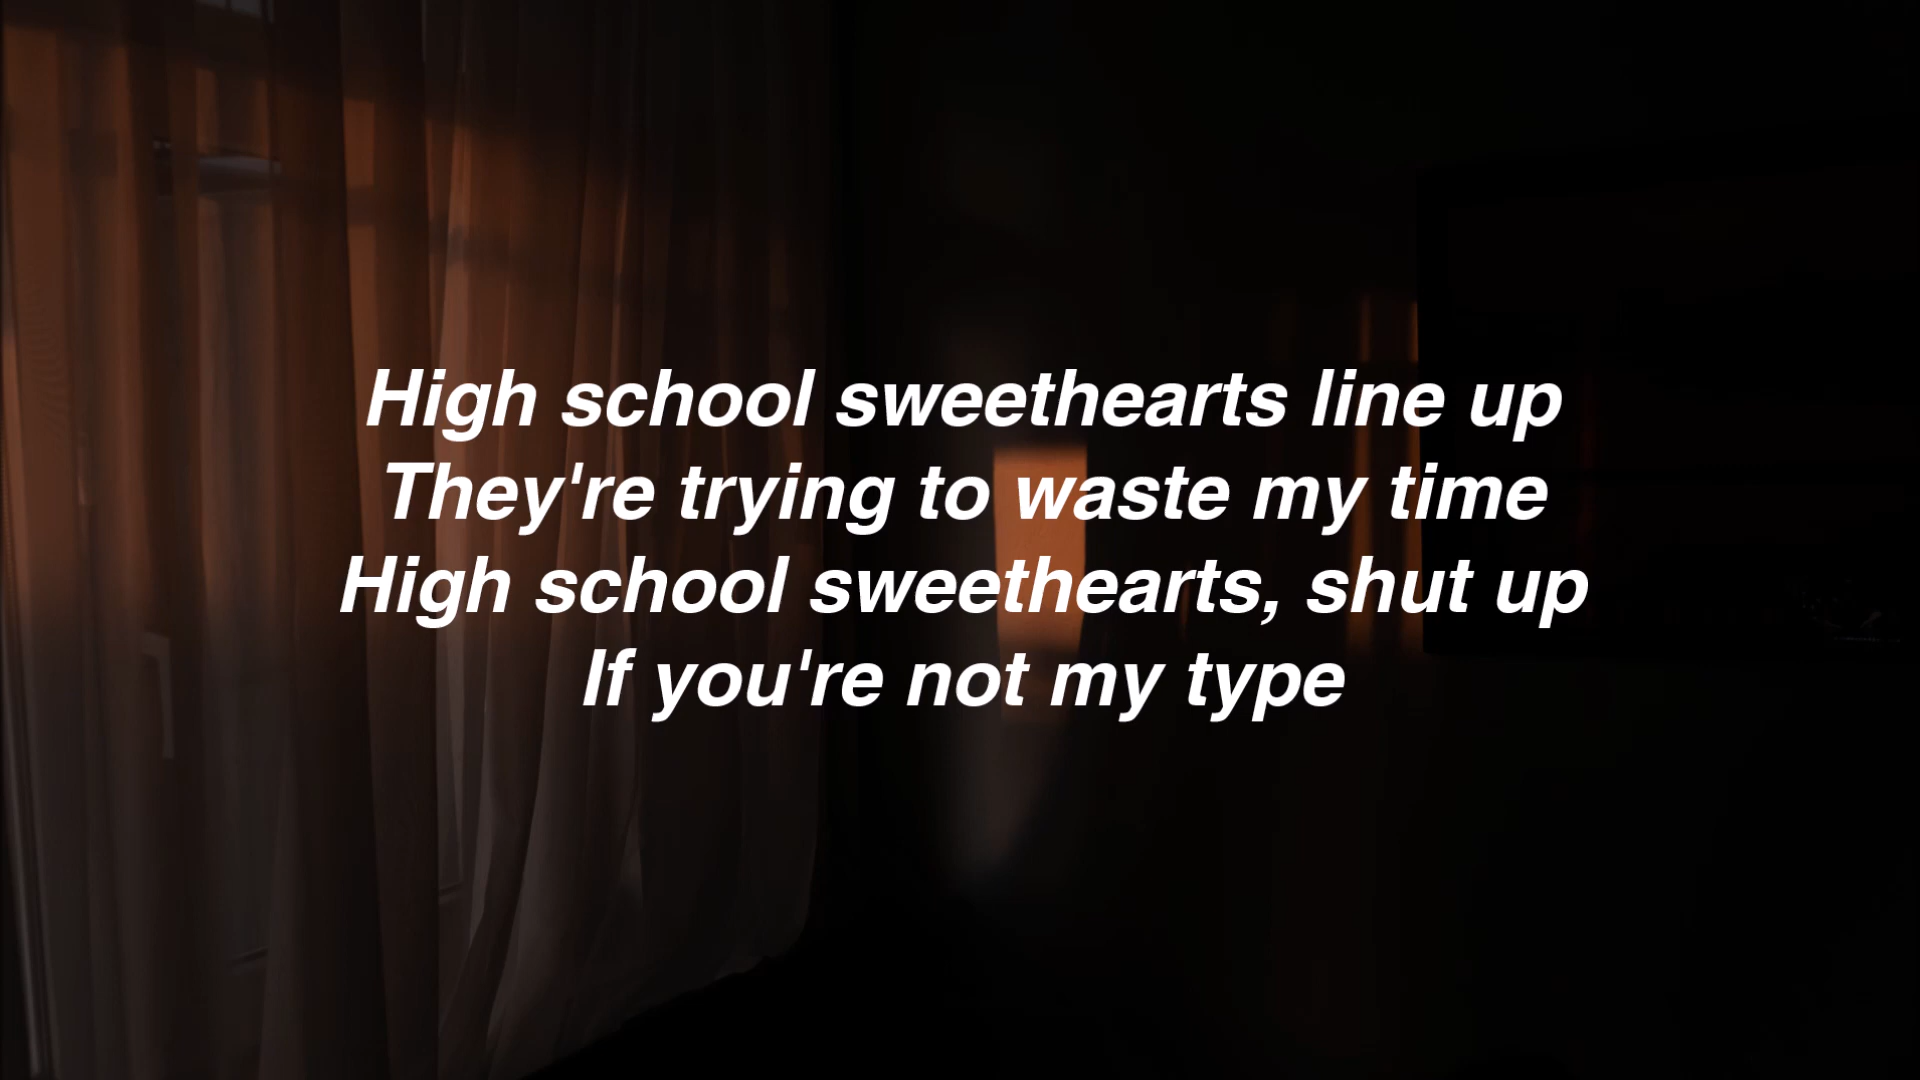 High school sweethearts line up
They're trying to waste my time
High school sweethearts, shut up
If you're not my type